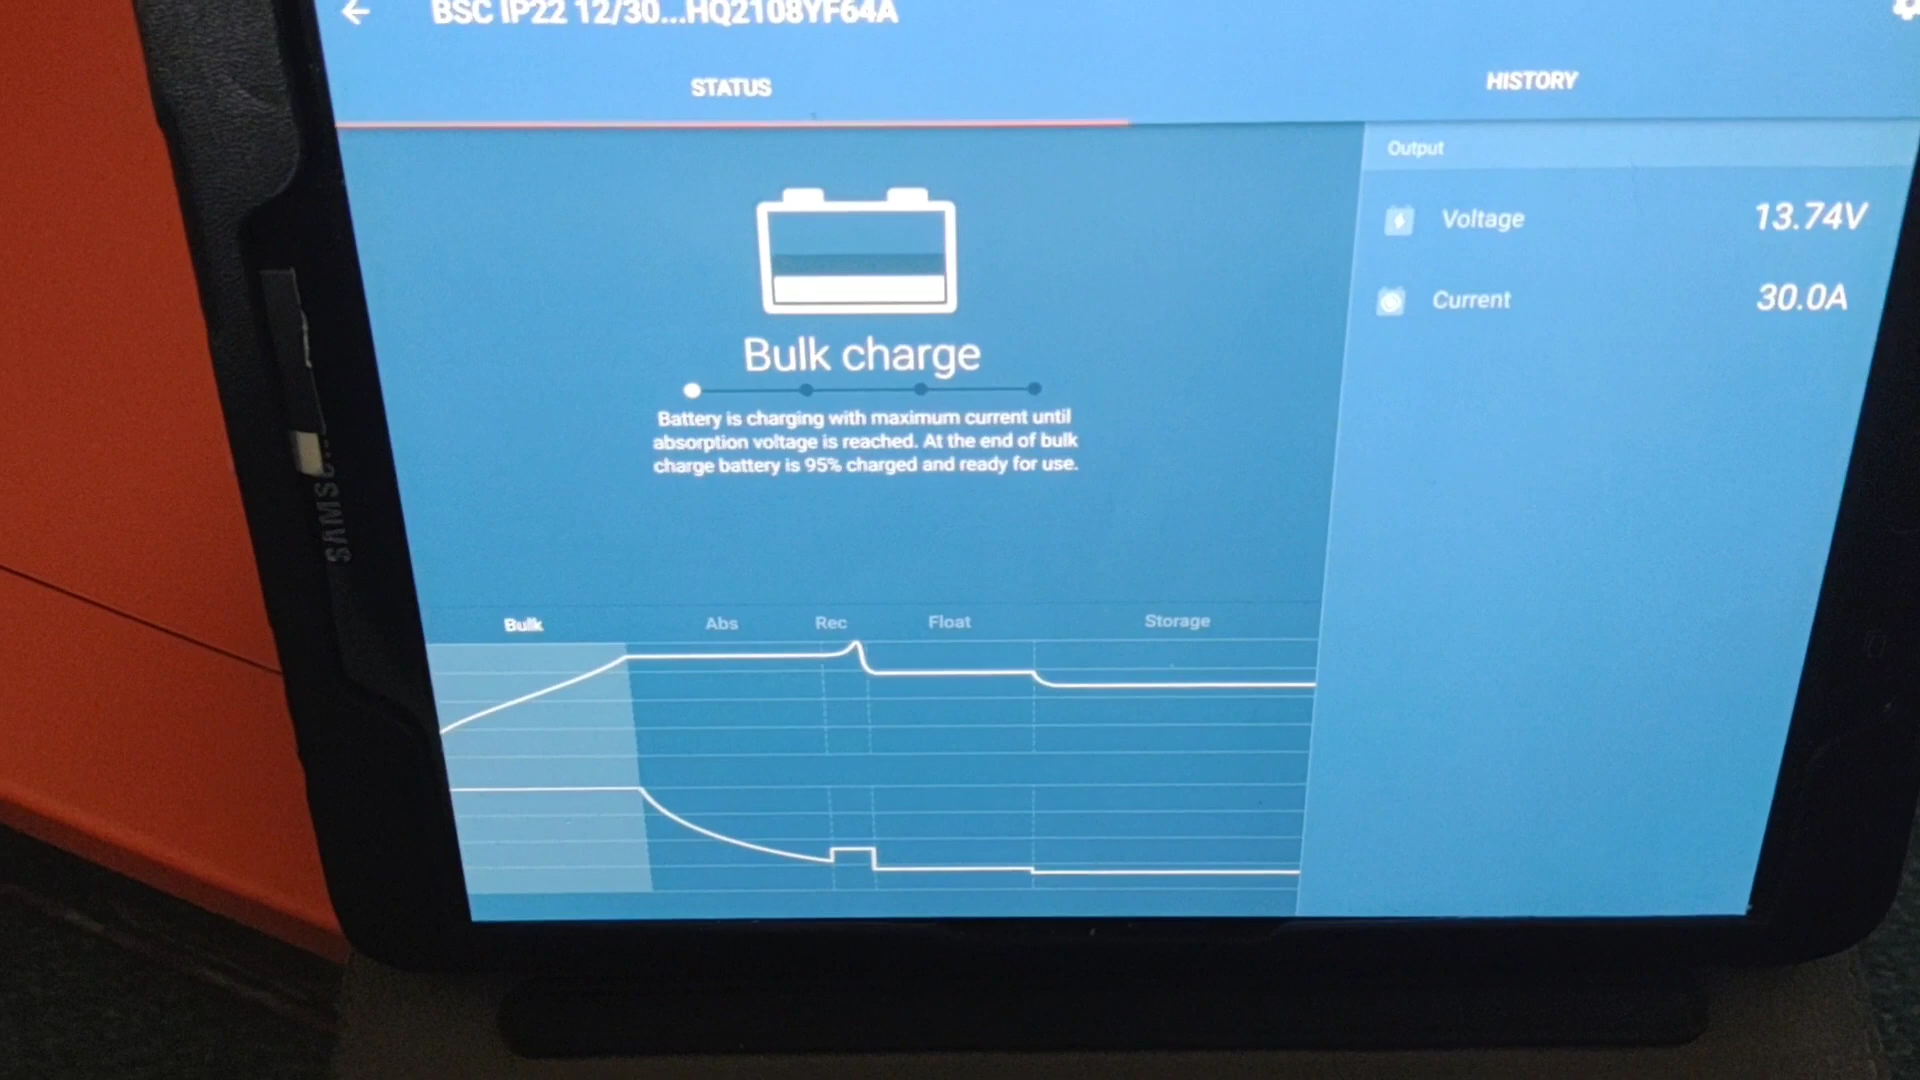 BSC IP22 12/30...HQ2108YF64A
STATUS
HISTORY
Output
Voltage
13.74V
Current
30.0A
Bulk charge
Battery is charging with maximum current until
absorption voltage is reached. At the end of bulk
charge battery is 95% charged and ready for use.
Bulk
Abs
Rec
Float
Storage